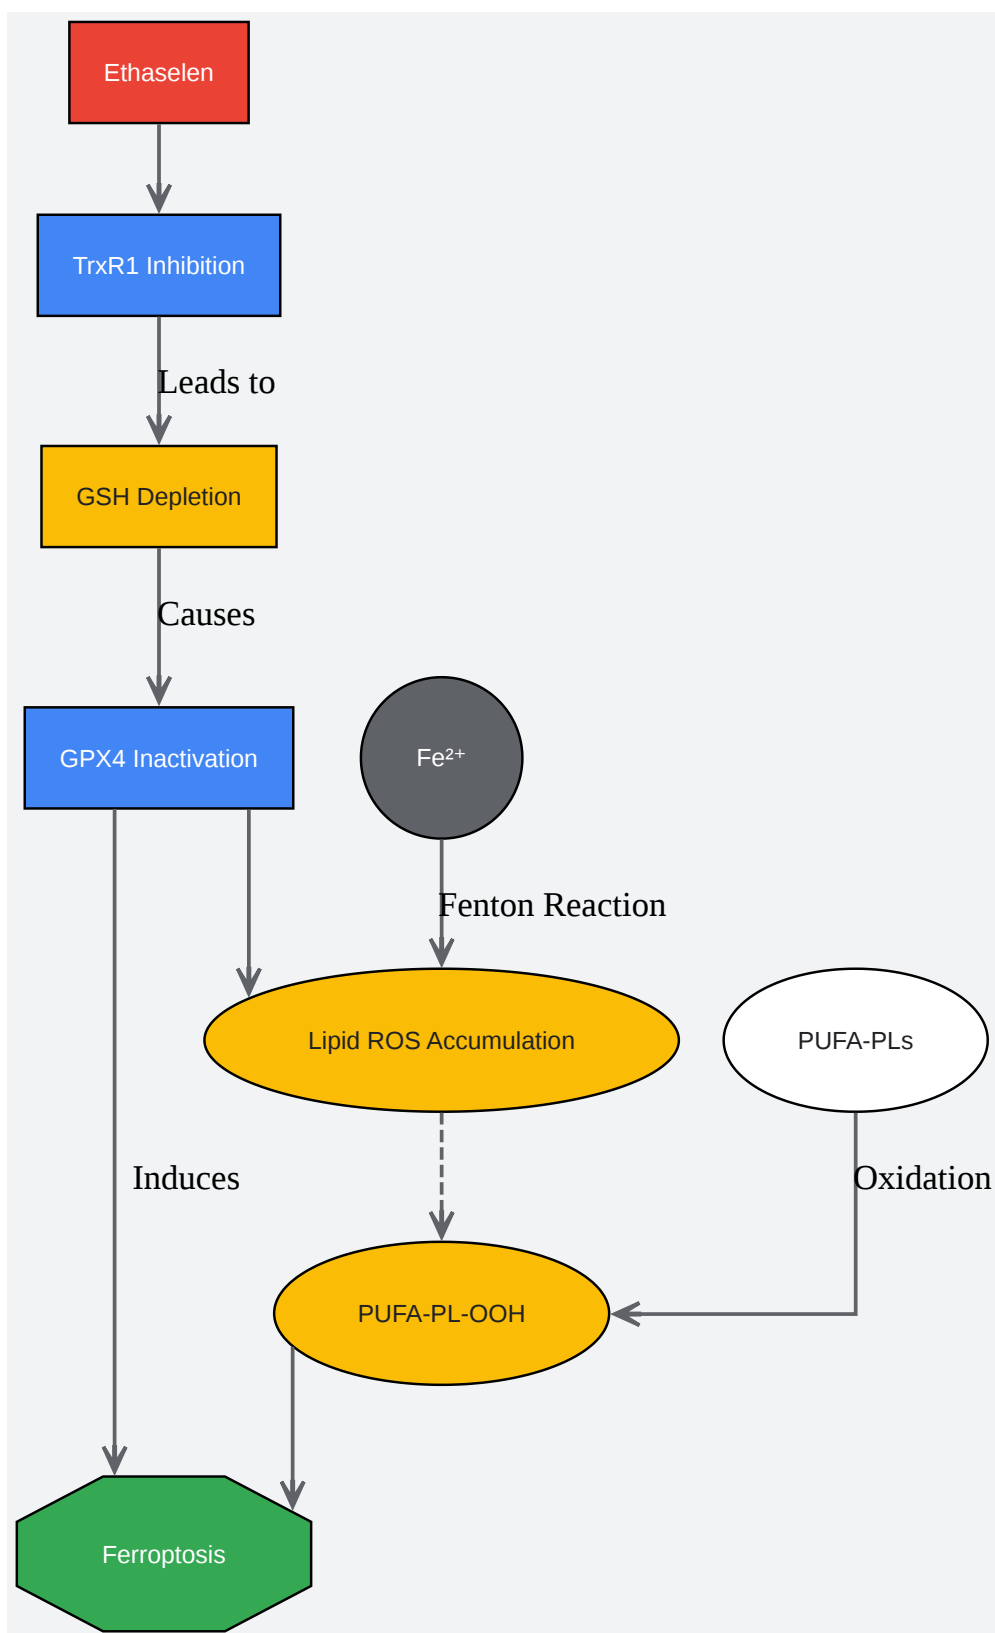 Ethaselen
TrxR1 Inhibition
Leads to
GSH Depletion
Causes
GPX4 Inactivation
Fe²⁺
Fenton Reaction
Lipid ROS Accumulation
PUFA-PLs
Induces
Oxidation
PUFA-PL-OOH
Ferroptosis